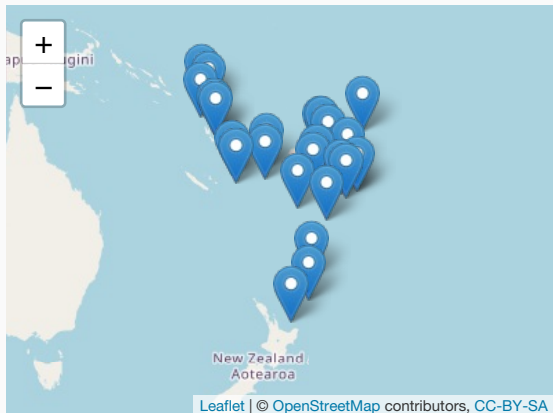 +
−
New Zealand
Aotearoa
Leaflet | © OpenStreetMap contributors, CC-BY-SA